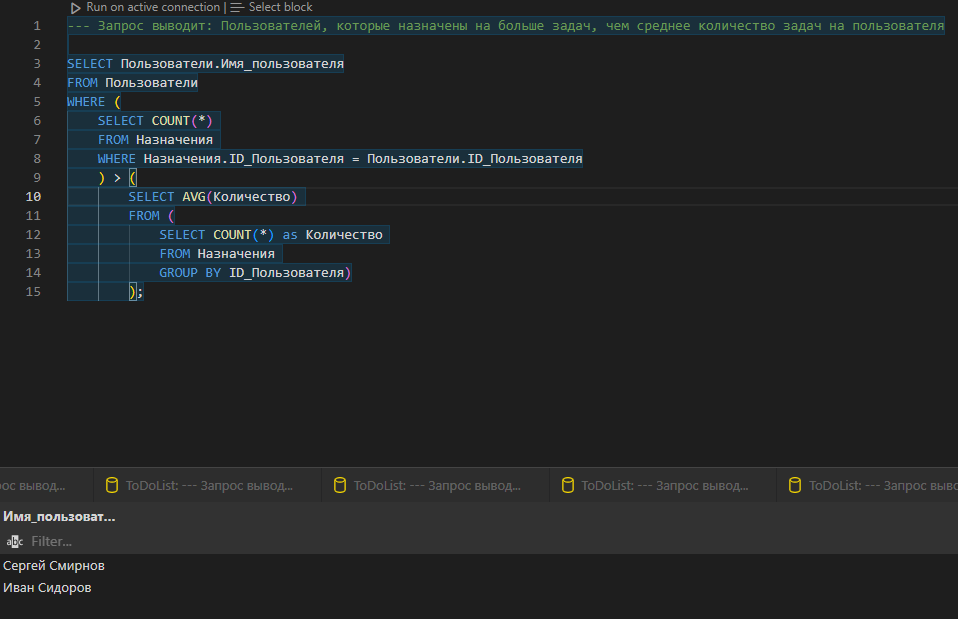 Run on active connection | Select block
1 --- Запрос выводит: Пользователей, которые назначены на больше задач, чем среднее количество задач на пользователя
2
3 SELECT Пользователи.Имя_пользователя
4 FROM Пользователи
5 WHERE (
6 SELECT COUNT(*)
7 FROM Назначения
8 WHERE Назначения.ID_Пользователя = Пользователи.ID_Пользователя
9 ) > (
10 SELECT AVG(Количество)
11 FROM (
12 SELECT COUNT(*) as Количество
13 FROM Назначения
14 GROUP BY ID_Пользователя)
15 );
рос вывод... ToDoList: --- Запрос вывод... ToDoList: --- Запрос вывод... ToDoList: --- Запрос вывод... ToDoList: --- Запрос выво
Имя_пользоват...
abc Filter...
Сергей Смирнов
Иван Сидоров